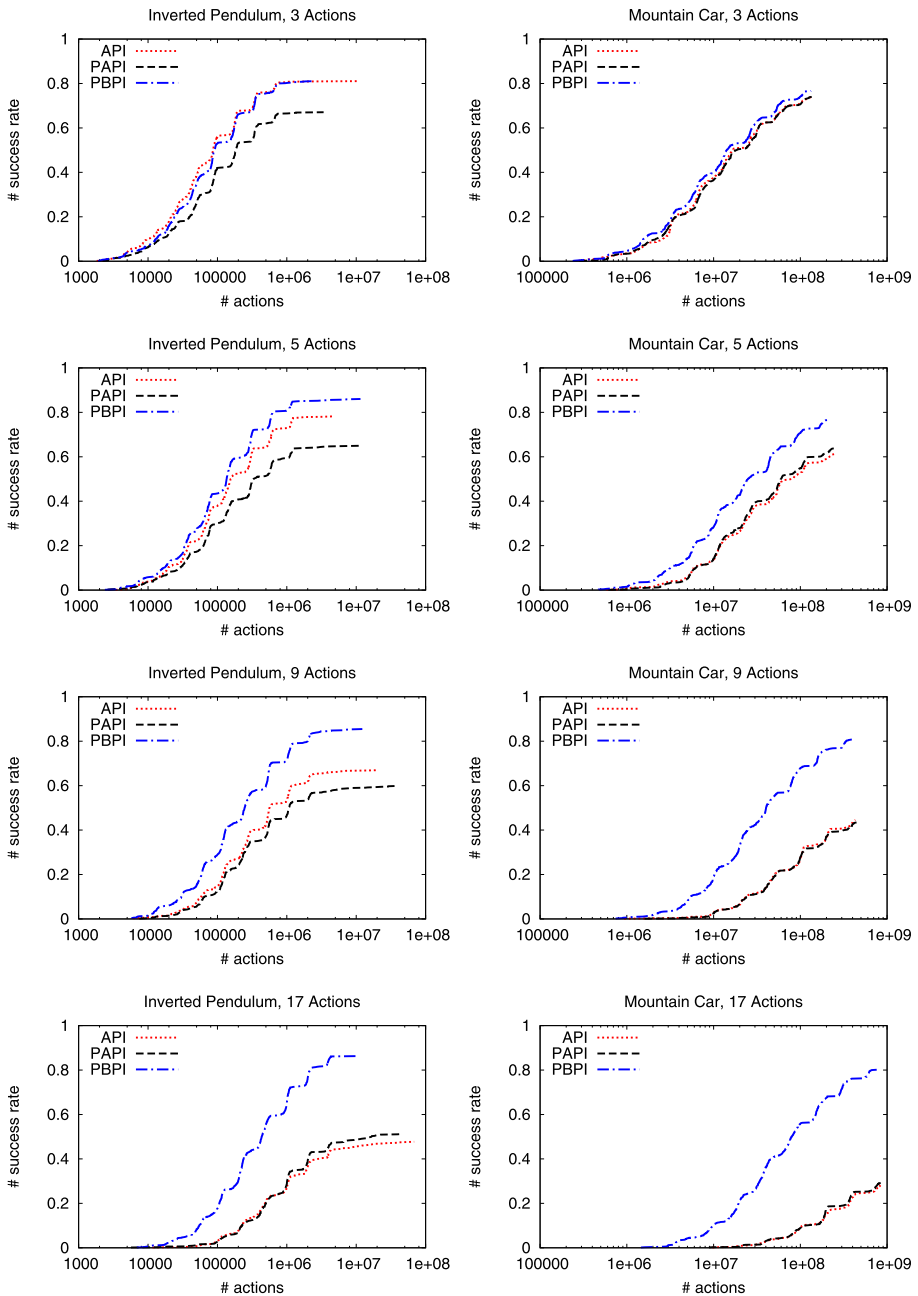 Inverted Pendulum, 3 Actions
1
0.8
0.6
0.4
0.2
0
# success rate
API
PAPI
PBPI
1000 10000 100000 1e+06 1e+07 1e+08
# actions
Mountain Car, 3 Actions
1
0.8
0.6
0.4
0.2
0
# success rate
API
PAPI
PBPI
100000 1e+06 1e+07 1e+08 1e+09
# actions
Inverted Pendulum, 5 Actions
1
0.8
0.6
0.4
0.2
0
# success rate
API
PAPI
PBPI
1000 10000 100000 1e+06 1e+07 1e+08
# actions
Mountain Car, 5 Actions
1
0.8
0.6
0.4
0.2
0
# success rate
API
PAPI
PBPI
100000 1e+06 1e+07 1e+08 1e+09
# actions
Inverted Pendulum, 9 Actions
1
0.8
0.6
0.4
0.2
0
# success rate
API
PAPI
PBPI
1000 10000 100000 1e+06 1e+07 1e+08
# actions
Mountain Car, 9 Actions
1
0.8
0.6
0.4
0.2
0
# success rate
API
PAPI
PBPI
100000 1e+06 1e+07 1e+08 1e+09
# actions
Inverted Pendulum, 17 Actions
1
0.8
0.6
0.4
0.2
0
# success rate
API
PAPI
PBPI
1000 10000 100000 1e+06 1e+07 1e+08
# actions
Mountain Car, 17 Actions
1
0.8
0.6
0.4
0.2
0
# success rate
API
PAPI
PBPI
100000 1e+06 1e+07 1e+08 1e+09
# actions